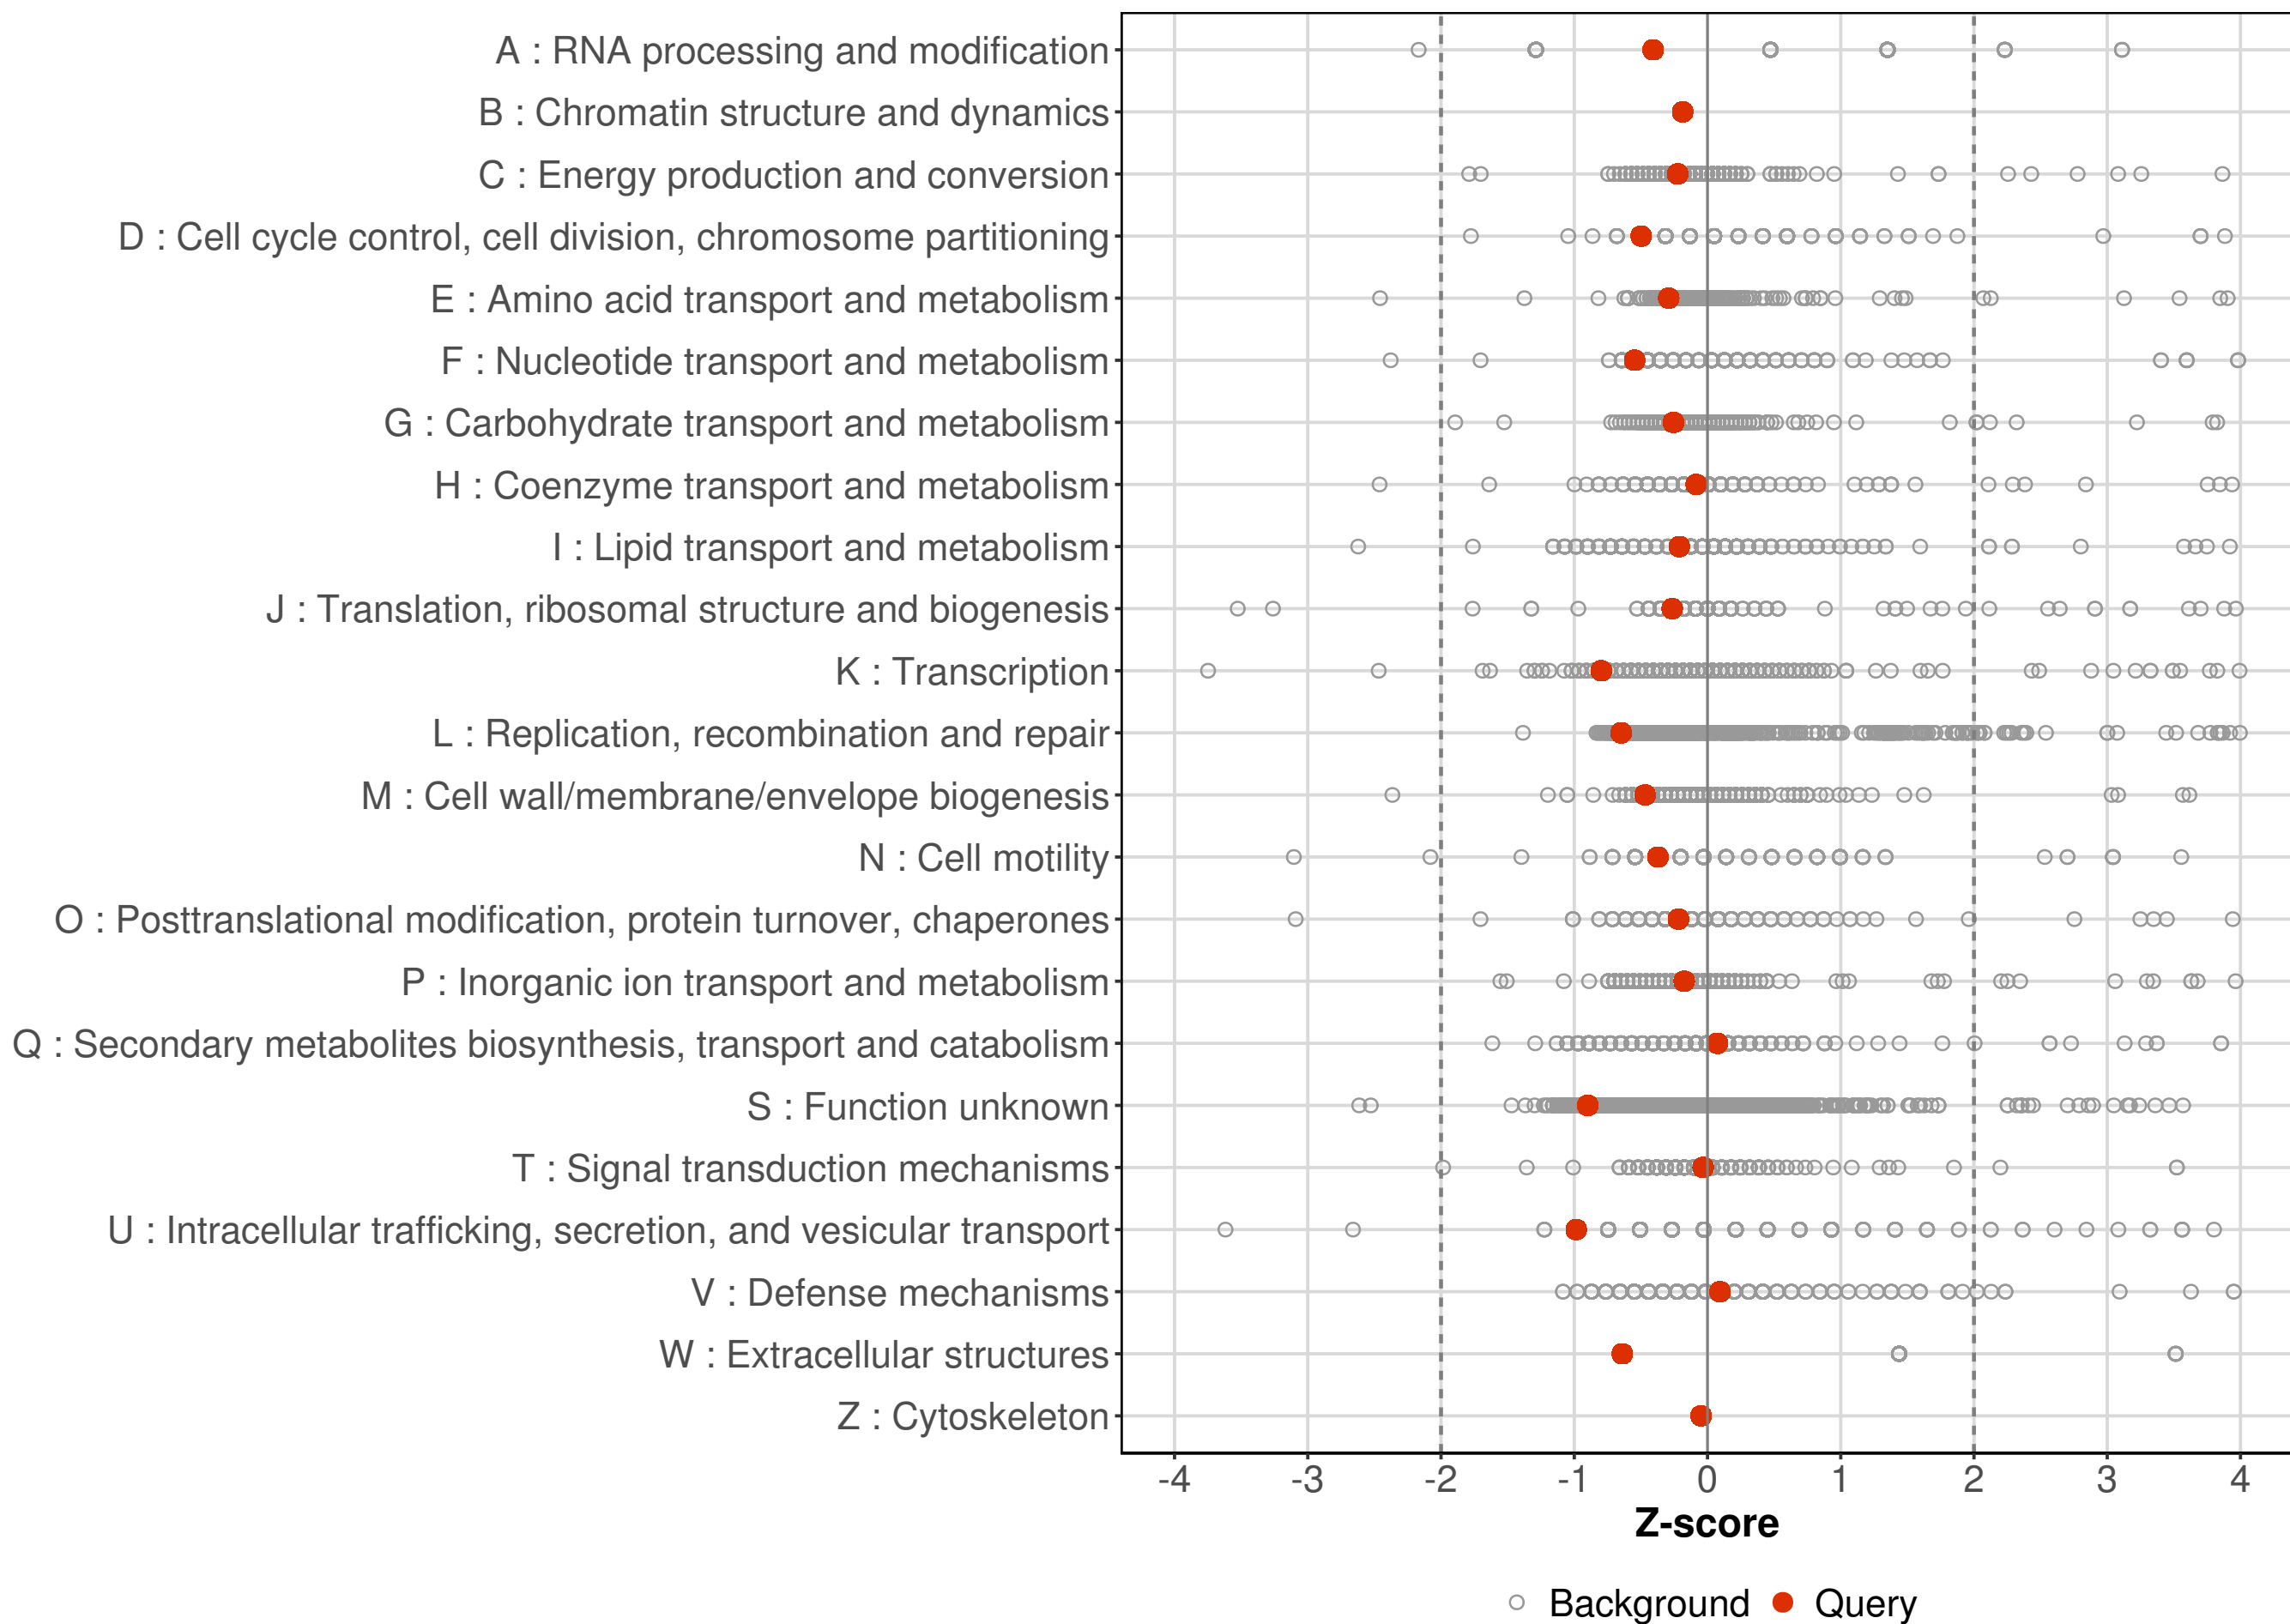 A : RNA processing and modification
B : Chromatin structure and dynamics
C : Energy production and conversion
D : Cell cycle control, cell division, chromosome partitioning
E : Amino acid transport and metabolism
F : Nucleotide transport and metabolism
G : Carbohydrate transport and metabolism
H : Coenzyme transport and metabolism
I : Lipid transport and metabolism
J : Translation, ribosomal structure and biogenesis
K : Transcription
L : Replication, recombination and repair
M : Cell wall/membrane/envelope biogenesis
N : Cell motility
O : Posttranslational modification, protein turnover, chaperones
P : Inorganic ion transport and metabolism
Q : Secondary metabolites biosynthesis, transport and catabolism
S : Function unknown
T : Signal transduction mechanisms
U : Intracellular trafficking, secretion, and vesicular transport
V : Defense mechanisms
W : Extracellular structures
Z : Cytoskeleton
-4 -3 -2 -1 0 1 2 3 4
Z-score
Background Query